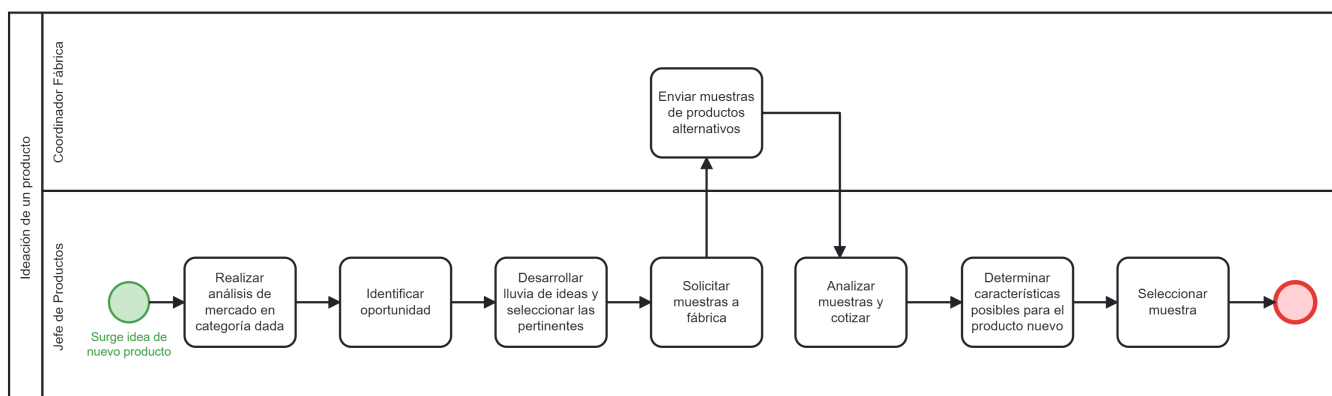 Ideación de un producto
Coordinador Fábrica
Enviar muestras
de productos
alternativos
Jefe de Productos
Surge idea de
nuevo producto
Realizar
análisis de
mercado en
categoría dada
Identificar
oportunidad
Desarrollar
lluvia de ideas y
seleccionar las
pertinentes
Solicitar
muestras a
fábrica
Analizar
muestras y
cotizar
Determinar
características
posibles para el
producto nuevo
Seleccionar
muestra